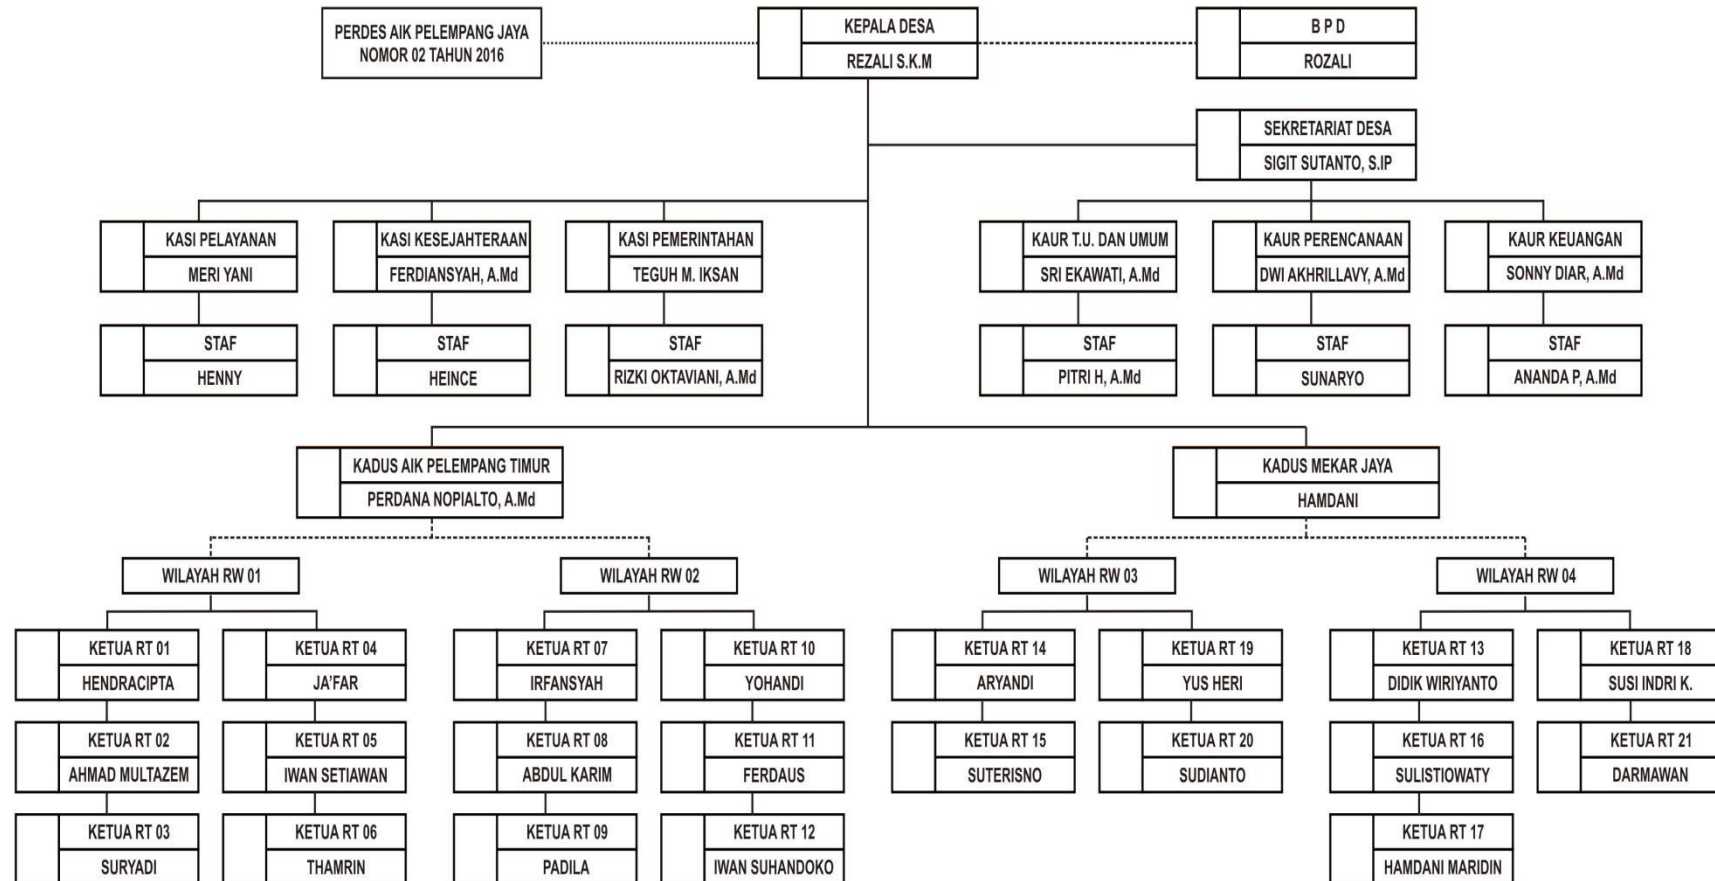 PERDES AIK PELEMPANG JAYA
NOMOR 02 TAHUN 2016
KEPALA DESA
REZALI S.K.M
B P D
ROZALI
SEKRETARIAT DESA
SIGIT SUTANTO, S.IP
KASI PELAYANAN
MERI YANI
KASI KESEJAHTERAAN
FERDIANSYAH, A.Md
KASI PEMERINTAHAN
TEGUH M. IKSAN
KAUR T.U. DAN UMUM
SRI EKAWATI, A.Md
KAUR PERENCANAAN
DWI AKHRILLAVY, A.Md
KAUR KEUANGAN
SONNY DIAR, A.Md
STAF
HENNY
STAF
HEINCE
STAF
RIZKI OKTAVIANI, A.Md
STAF
PITRI H, A.Md
STAF
SUNARYO
STAF
ANANDA P, A.Md
KADUS AIK PELEMPANG TIMUR
PERDANA NOPIALTO, A.Md
KADUS MEKAR JAYA
HAMDANI
WILAYAH RW 01
WILAYAH RW 02
WILAYAH RW 03
WILAYAH RW 04
KETUA RT 01
HENDRACIPTA
KETUA RT 04
JA'FAR
KETUA RT 07
IRFANSYAH
KETUA RT 10
YOHANDI
KETUA RT 14
ARYANDI
KETUA RT 19
YUS HERI
KETUA RT 13
DIDIK WIRIYANTO
KETUA RT 18
SUSI INDRI K.
KETUA RT 02
AHMAD MULTAZEM
KETUA RT 05
IWAN SETIAWAN
KETUA RT 08
ABDUL KARIM
KETUA RT 11
FERDAUS
KETUA RT 15
SUTERISNO
KETUA RT 20
SUDIANTO
KETUA RT 16
SULISTIOWATY
KETUA RT 21
DARMAWAN
KETUA RT 03
SURYADI
KETUA RT 06
THAMRIN
KETUA RT 09
PADILA
KETUA RT 12
IWAN SUHANDOKO
KETUA RT 17
HAMDANI MARIDIN